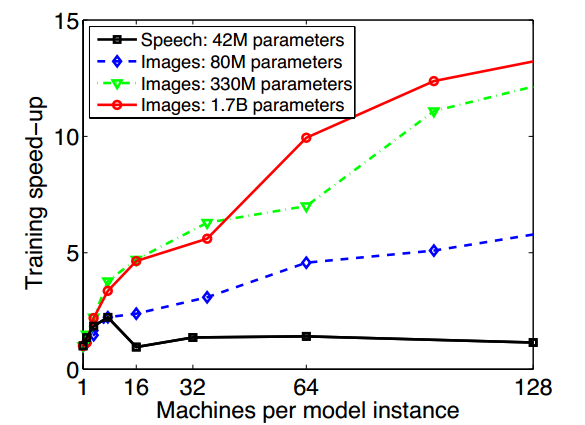 15
Speech: 42M parameters
Images: 80M parameters
Images: 330M parameters
Images: 1.7B parameters
10
Training speed-up
5
0
1 16 32 64 128
Machines per model instance